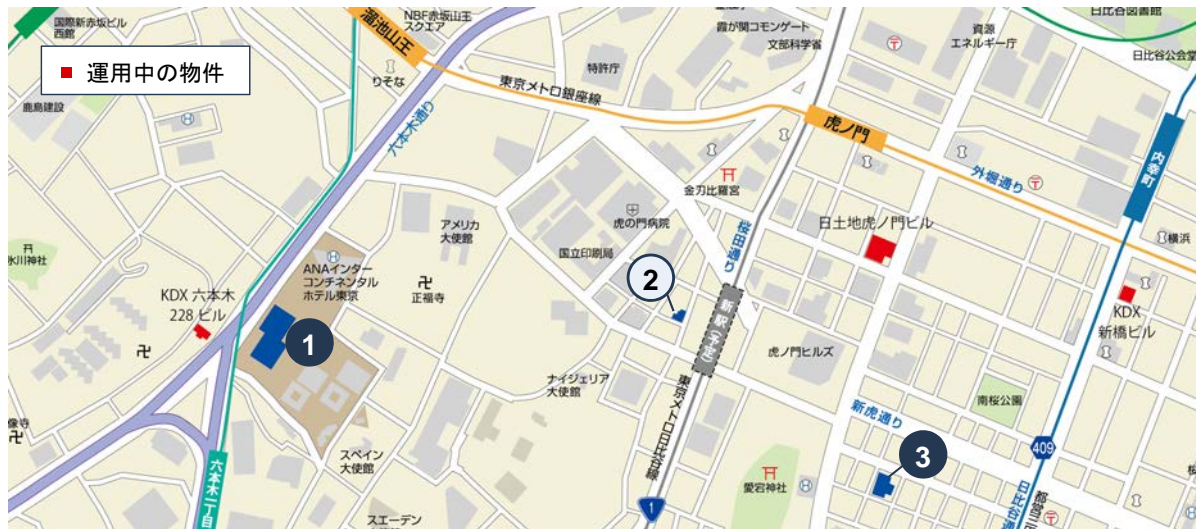 国際新赤坂ビル
西館
NBF赤坂山王
スクエア
溜池山王
霞が関コモンゲート
文部科学省
資源
エネルギー庁
日比谷図書館
日比谷公会堂
運用中の物件
りそな
特許庁
東京メトロ銀座線
鹿島建設
六本木通り
虎ノ門
内幸町
外堀通り
金刀比羅宮
アメリカ
大使館
虎の門病院
国立印刷局
桜田通り
日土地虎ノ門ビル
横浜
氷川神社
ANAインター
コンチネンタル
ホテル東京
正福寺
KDX 六本木
228 ビル
1
2
新駅(予定)
KDX
新橋ビル
虎ノ門ヒルズ
ナイジェリア
大使館
南桜公園
新虎通り
東京メトロ日比谷線
409
3
スペイン
大使館
六本木一丁目
愛宕神社
日比谷通
スエーデン
大使館
1